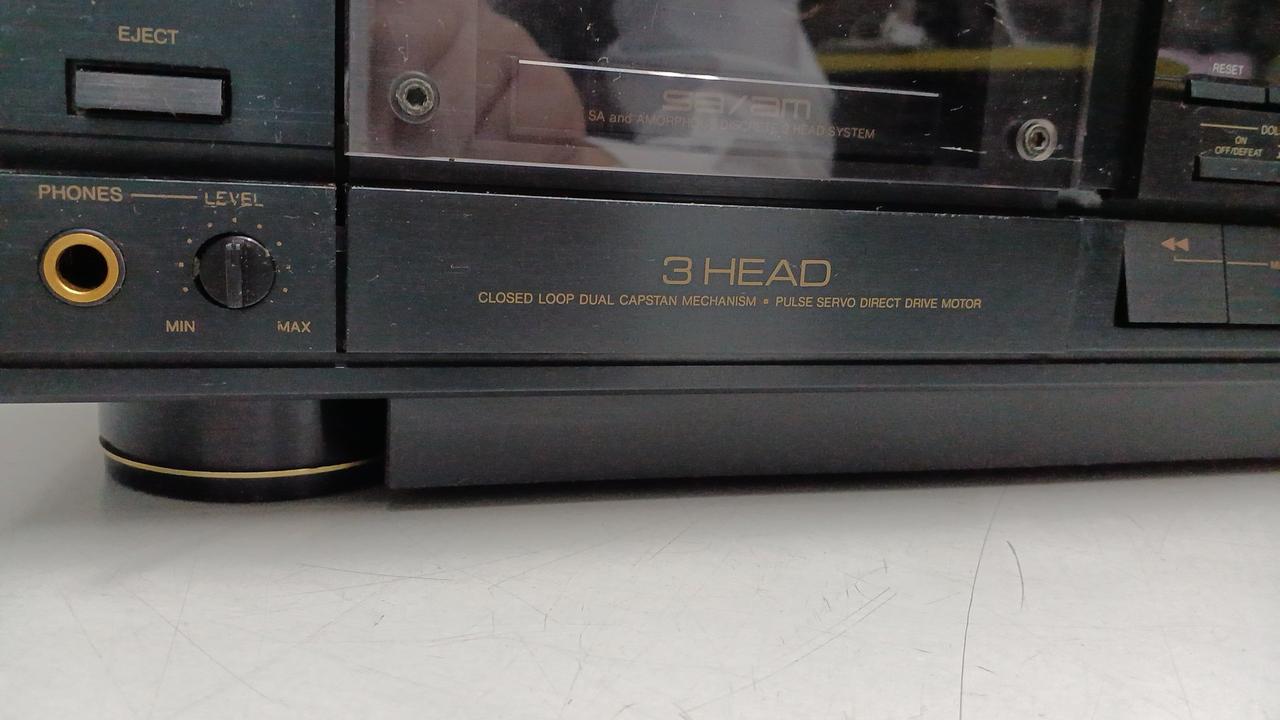 EJECT
PHONES LEVEL
MIN MAX
sa/am
SA and AMORPHOUS DISCRETE 3 HEAD SYSTEM
3 HEAD
CLOSED LOOP DUAL CAPSTAN MECHANISM ▫ PULSE SERVO DIRECT DRIVE MOTOR
RESET
ON
OFF/DEFEAT